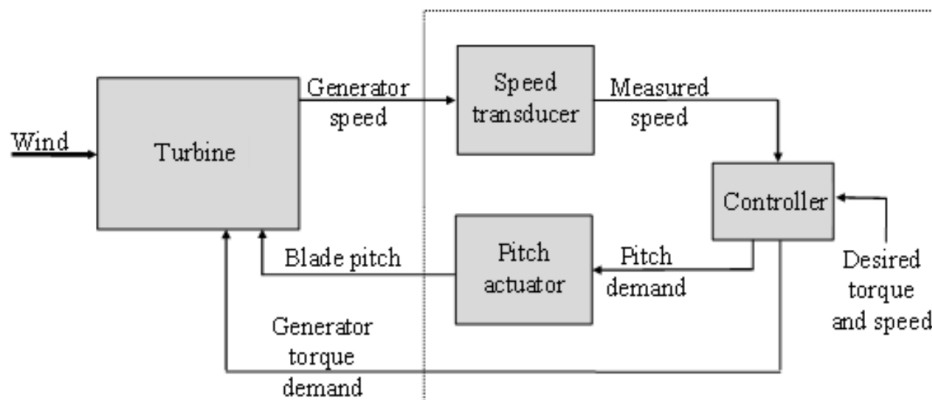 Wind
Turbine
Generator
speed
Speed
transducer
Measured
speed
Controller
Desired
torque
and speed
Pitch
demand
Pitch
actuator
Blade pitch
Generator
torque
demand